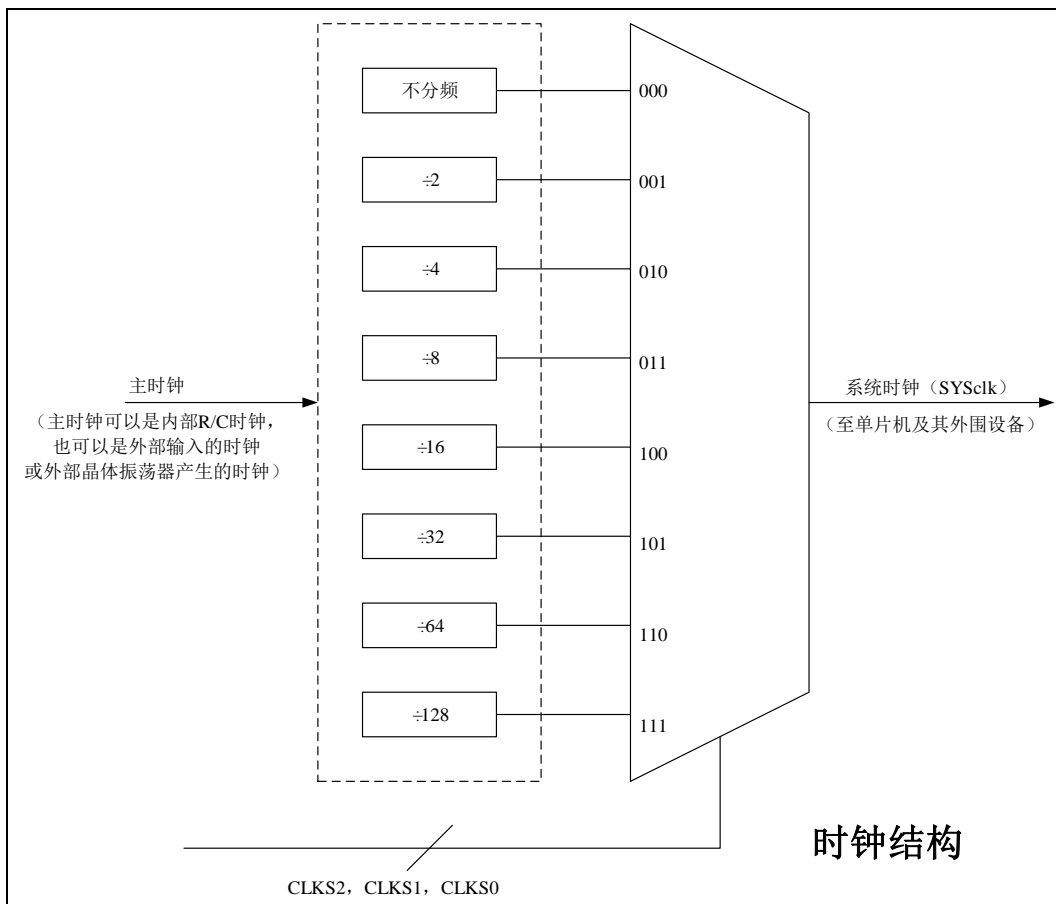 不分频
000
÷2
001
÷4
010
÷8
011
主时钟
(主时钟可以是内部R/C时钟,
也可以是外部输入的时钟
或外部晶体振荡器产生的时钟)
系统时钟(SYSclk)
(至单片机及其外围设备)
÷16
100
÷32
101
÷64
110
÷128
111
时钟结构
CLKS2,CLKS1,CLKS0